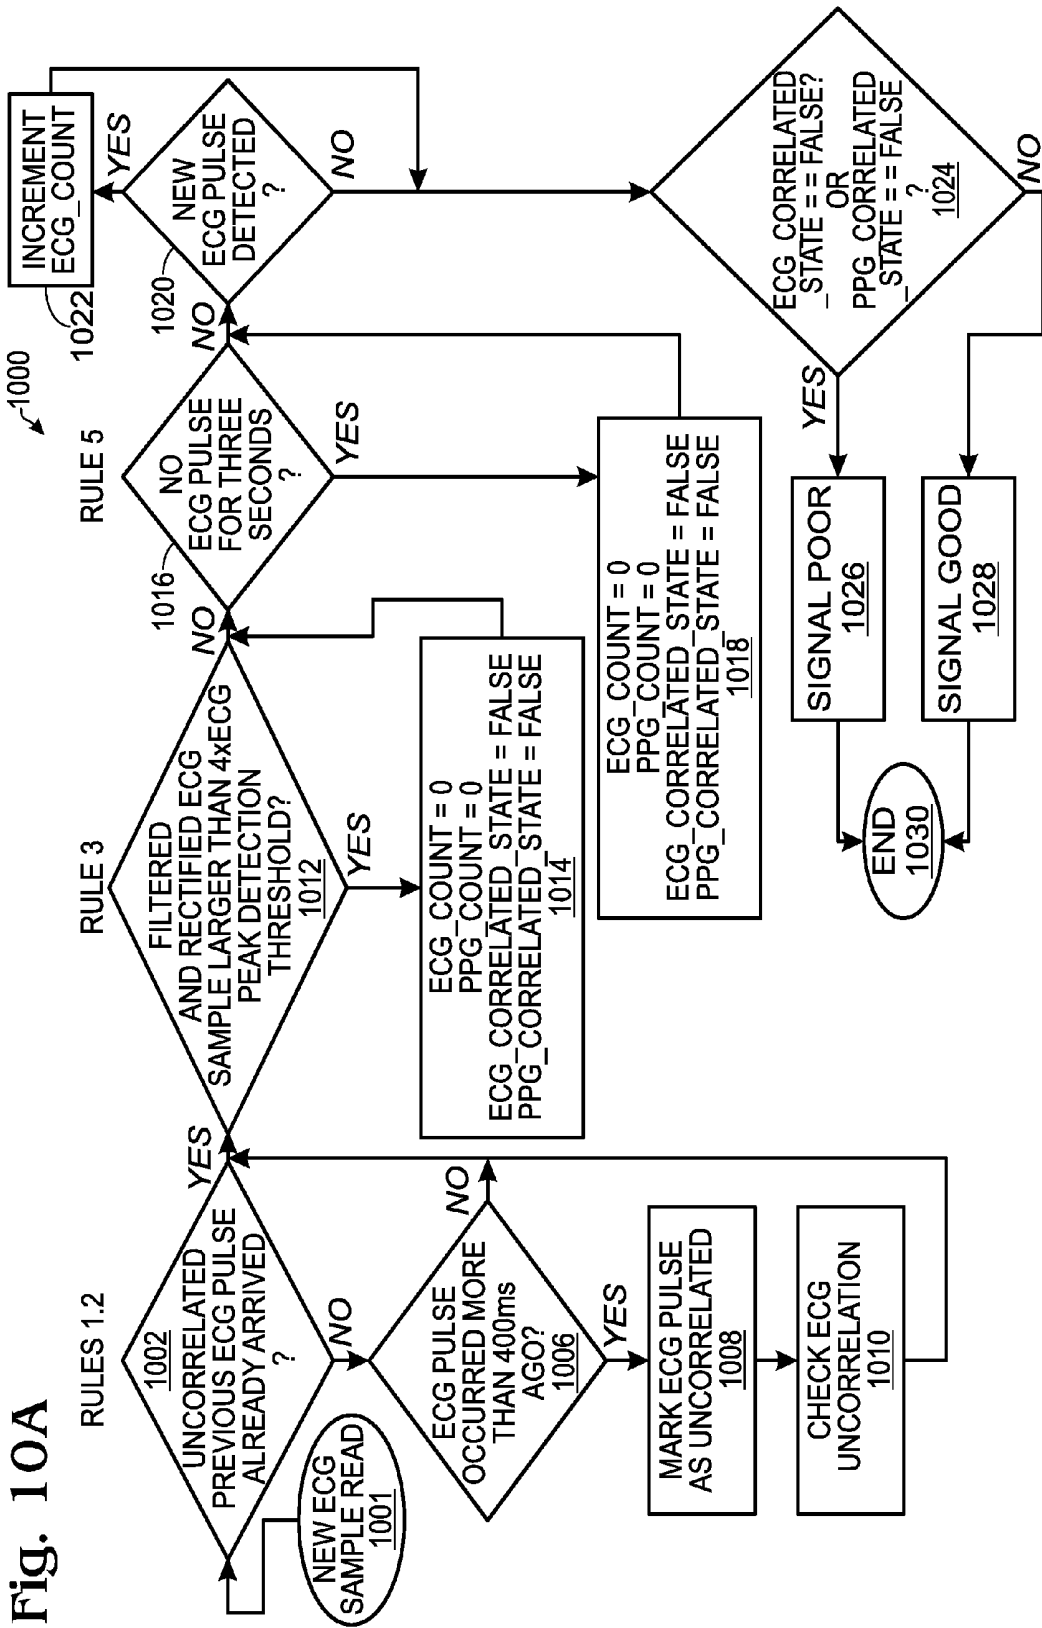 Fig. 10A
1000
RULES 1.2
NEW ECG
SAMPLE READ
1001
1002
UNCORRELATED
PREVIOUS ECG PULSE
ALREADY ARRIVED
?
YES
NO
ECG PULSE
OCCURRED MORE
THAN 400ms
AGO?
1006
NO
YES
MARK ECG PULSE
AS UNCORRELATED
1008
CHECK ECG
UNCORRELATION
1010
RULE 3
FILTERED
AND RECTIFIED ECG
SAMPLE LARGER THAN 4xECG
PEAK DETECTION
THRESHOLD?
1012
NO
YES
ECG_COUNT = 0
PPG_COUNT = 0
ECG_CORRELATED_STATE = FALSE
PPG_CORRELATED_STATE = FALSE
1014
RULE 5
1016
NO
ECG PULSE
FOR THREE
SECONDS
?
NO
YES
ECG_COUNT = 0
PPG_COUNT = 0
ECG_CORRELATED_STATE = FALSE
PPG_CORRELATED_STATE = FALSE
1018
1020
NEW
ECG PULSE
DETECTED
?
YES
NO
INCREMENT
ECG_COUNT
1022
ECG_CORRELATED
_STATE == FALSE?
OR
PPG_CORRELATED
_STATE == FALSE
?
1024
YES
NO
SIGNAL POOR
1026
SIGNAL GOOD
1028
END
1030